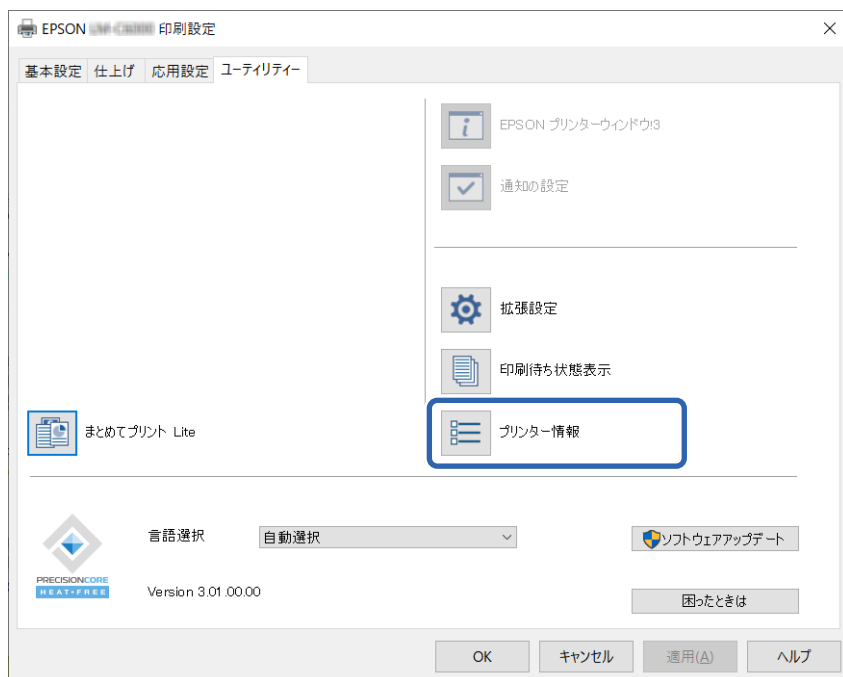 EPSON 印刷設定
基本設定 仕上げ 応用設定 ユーティリティー
EPSON プリンターウィンドウ!3
通知の設定
拡張設定
印刷待ち状態表示
まとめてプリント Lite
プリンター情報
言語選択 自動選択
ソフトウェアアップデート
PRECISIONCORE
HEAT-FREE
Version 3.01.00.00
困ったときは
OK キャンセル 適用(A) ヘルプ